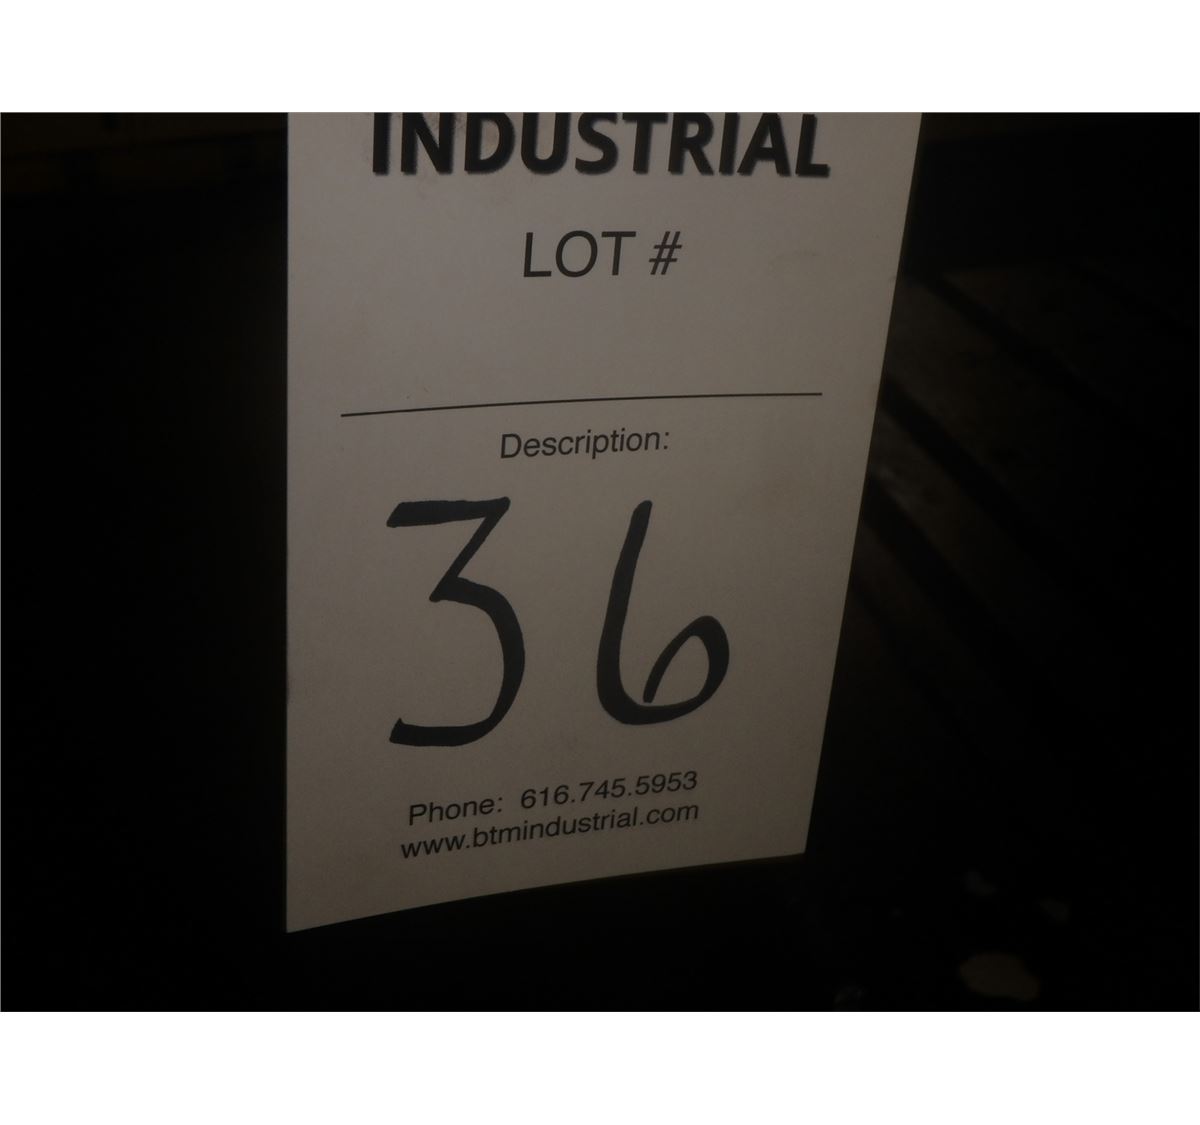 INDUSTRIAL
LOT #
Description:
36
Phone: 616.745.5953
www.btmindustrial.com